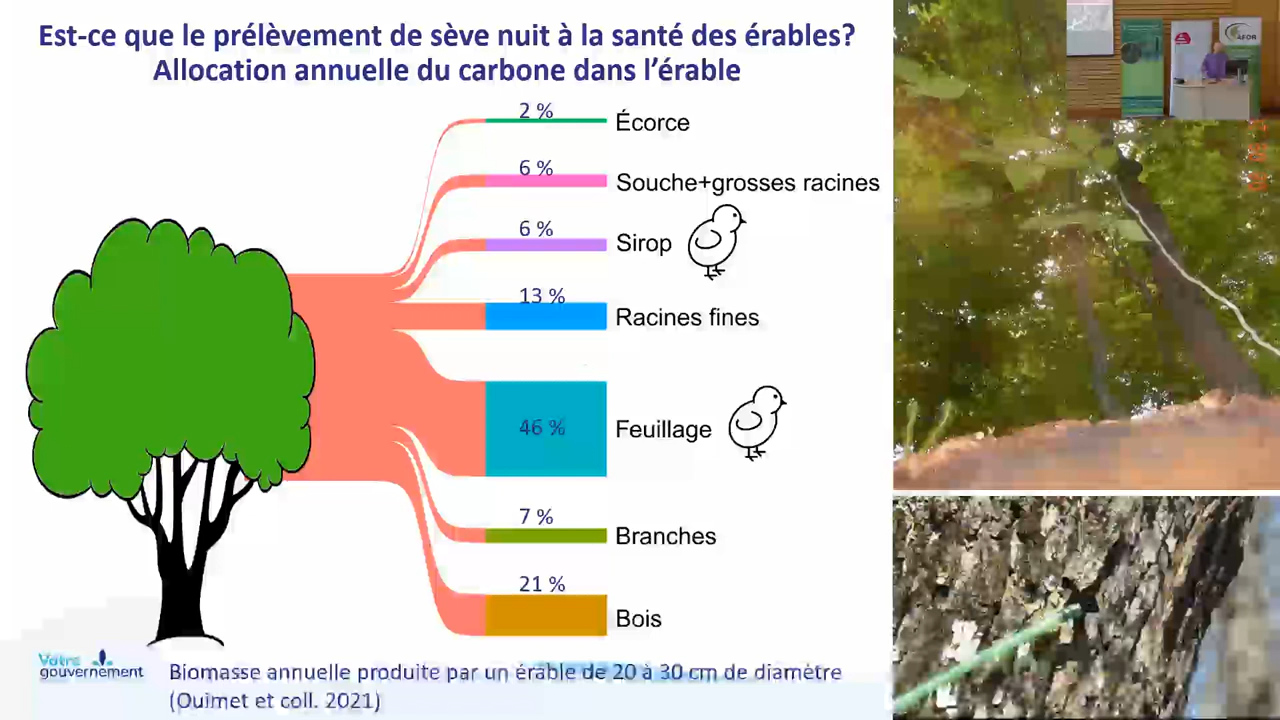 Est-ce que le prélèvement de sève nuit à la santé des érables?
Allocation annuelle du carbone dans l'érable
2 %
Écorce
6 %
Souche+grosses racines
6 %
Sirop
13 %
Racines fines
46 %
Feuillage
7 %
Branches
21 %
Bois
Votre
gouvernement
Biomasse annuelle produite par un érable de 20 à 30 cm de diamètre
(Ouimet et coll. 2021)
AFOR